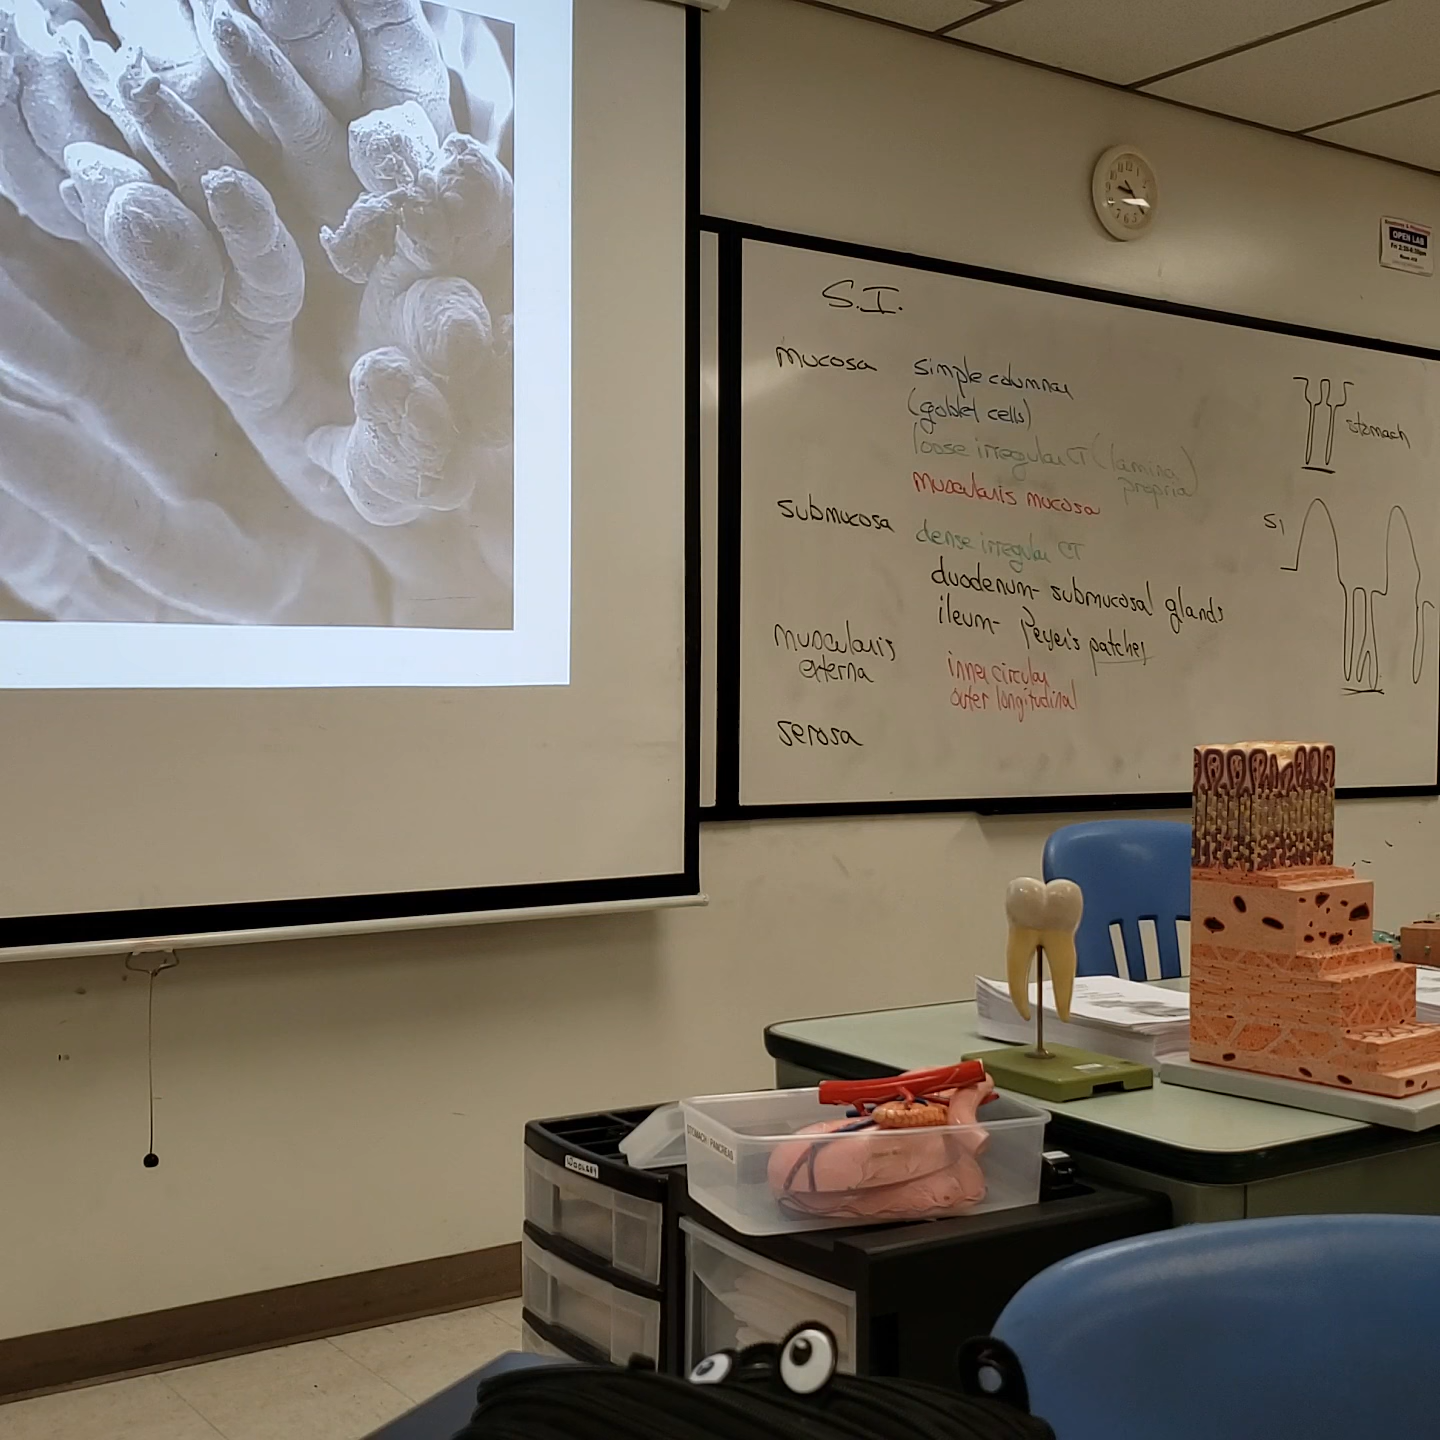 S.I.
mucosa simple columnar
(goblet cells)
loose irregular CT (lamina
propria)
muscularis mucosa
submucosa dense irregular CT
duodenum- submucosal glands
ileum- Peyer's patches
muscularis
externa
inner circular
outer longitudinal
serosa
stomach
SI
OPEN LAB
STOMACH/PANCREAS